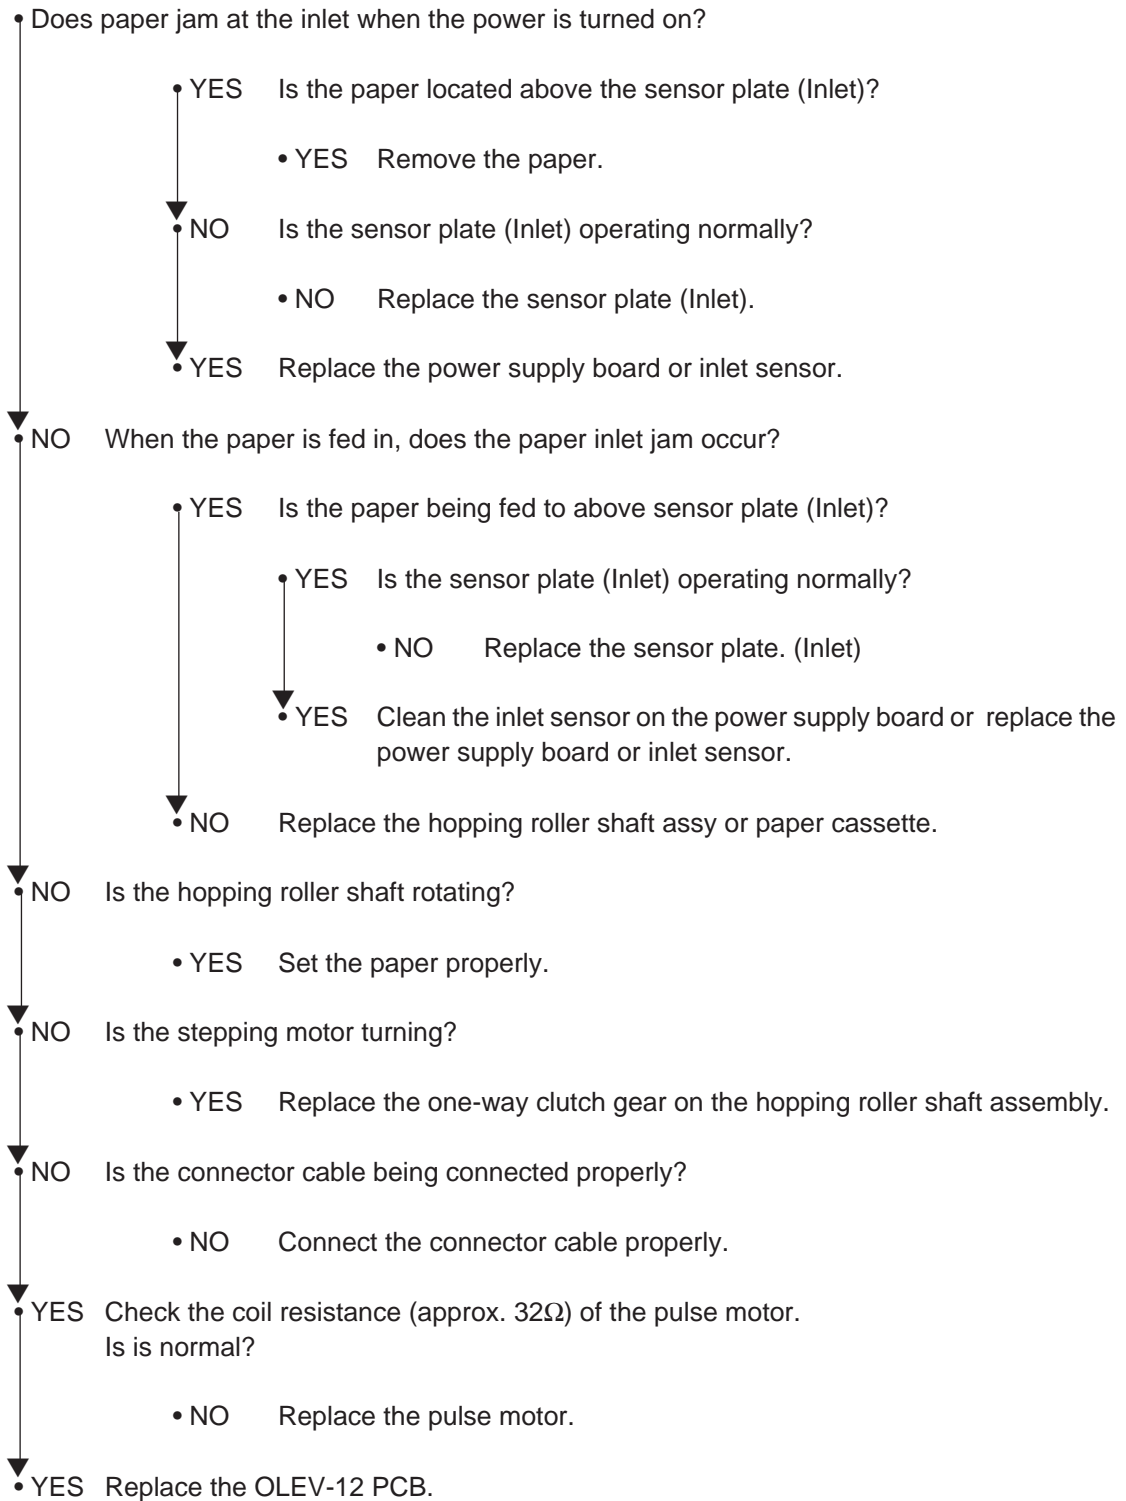 • Does paper jam at the inlet when the power is turned on?
• YES Is the paper located above the sensor plate (Inlet)?
• YES Remove the paper.
• NO Is the sensor plate (Inlet) operating normally?
• NO Replace the sensor plate (Inlet).
• YES Replace the power supply board or inlet sensor.
• NO When the paper is fed in, does the paper inlet jam occur?
• YES Is the paper being fed to above sensor plate (Inlet)?
• YES Is the sensor plate (Inlet) operating normally?
• NO Replace the sensor plate. (Inlet)
• YES Clean the inlet sensor on the power supply board or replace the
power supply board or inlet sensor.
• NO Replace the hopping roller shaft assy or paper cassette.
• NO Is the hopping roller shaft rotating?
• YES Set the paper properly.
• NO Is the stepping motor turning?
• YES Replace the one-way clutch gear on the hopping roller shaft assembly.
• NO Is the connector cable being connected properly?
• NO Connect the connector cable properly.
• YES Check the coil resistance (approx. 32Ω) of the pulse motor.
Is is normal?
• NO Replace the pulse motor.
• YES Replace the OLEV-12 PCB.